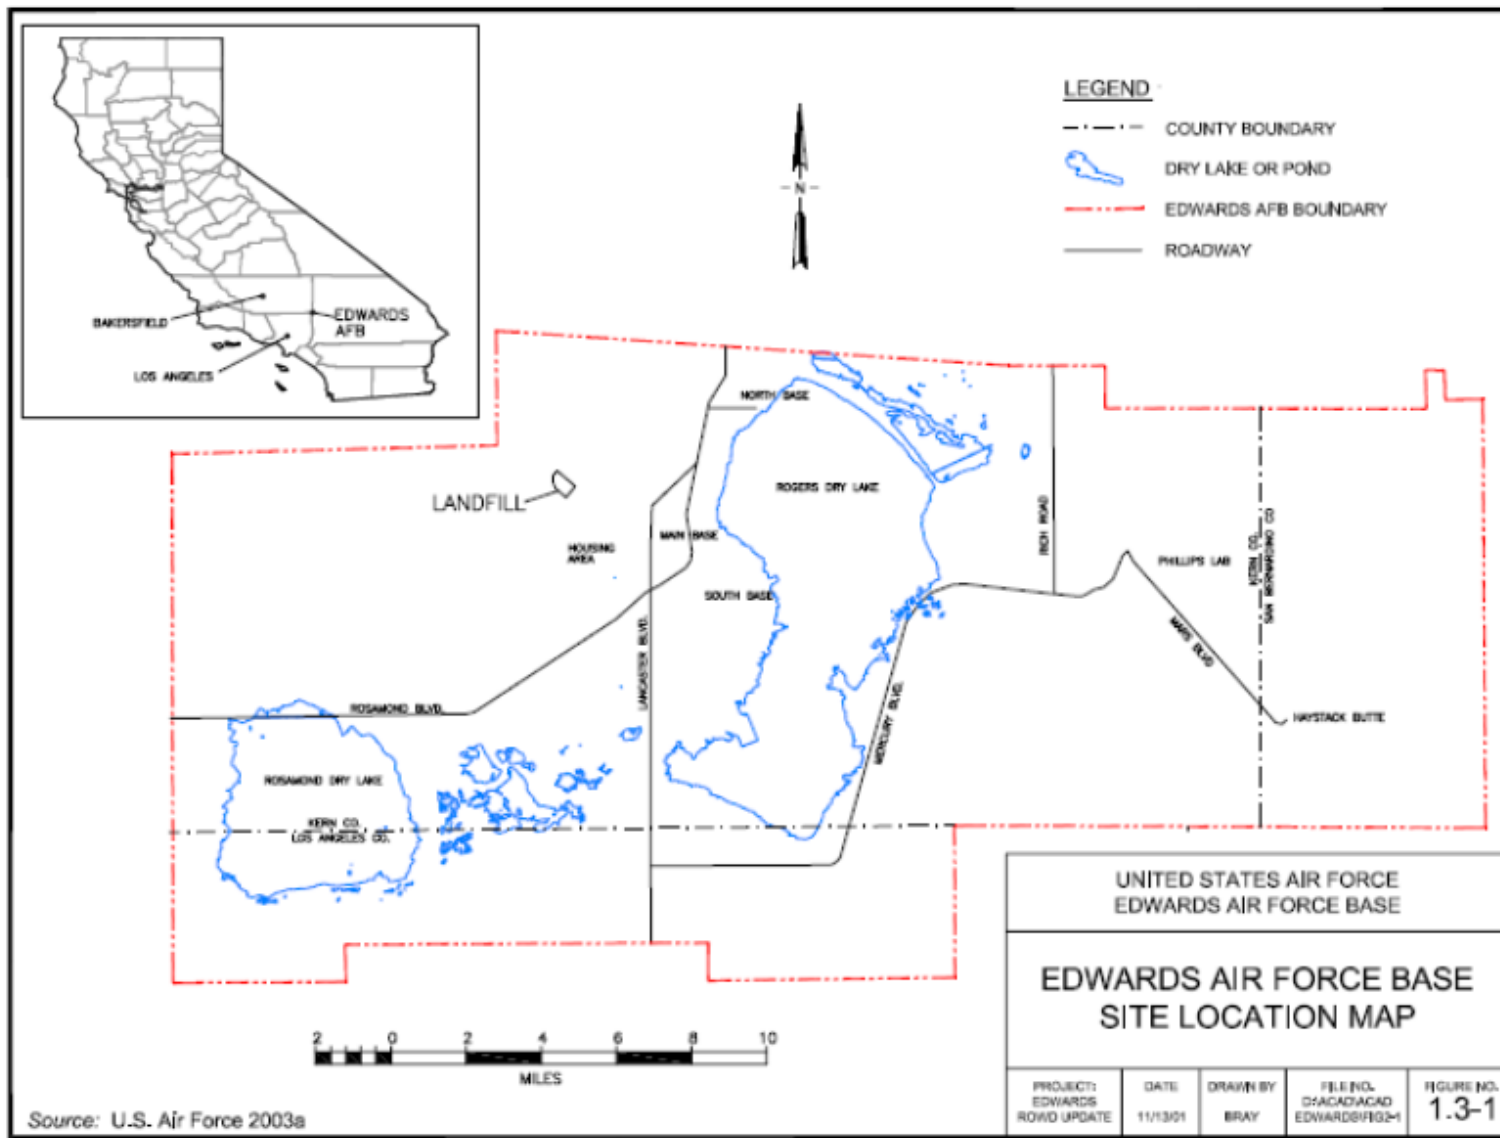 BAKERSFIELD
EDWARDS
AFB
LOS ANGELES
N
LEGEND
COUNTY BOUNDARY
DRY LAKE OR POND
EDWARDS AFB BOUNDARY
ROADWAY
NORTH BASE
ROGERS DRY LAKE
LANDFILL
HOUSING
AREA
MAIN BASE
SOUTH BASE
RICH ROAD
PHILLIPS LAB
KERN CO.
SAN BERNARDINO CO
MARS BLVD
LANCASTER BLVD.
MERCURY BLVD.
HAYSTACK BUTTE
ROSAMOND BLVD.
ROSAMOND DRY LAKE
KERN CO.
LOS ANGELES CO.
2 0 2 4 6 8 10
MILES
UNITED STATES AIR FORCE
EDWARDS AIR FORCE BASE
EDWARDS AIR FORCE BASE
SITE LOCATION MAP
PROJECT:
EDWARDS
ROWD UPDATE
DATE
11/13/01
DRAWN BY
BRAY
FILE NO.
D:\ACAD\ACAD
EDWARDS\FIG2-1
FIGURE NO.
1.3-1
Source: U.S. Air Force 2003a